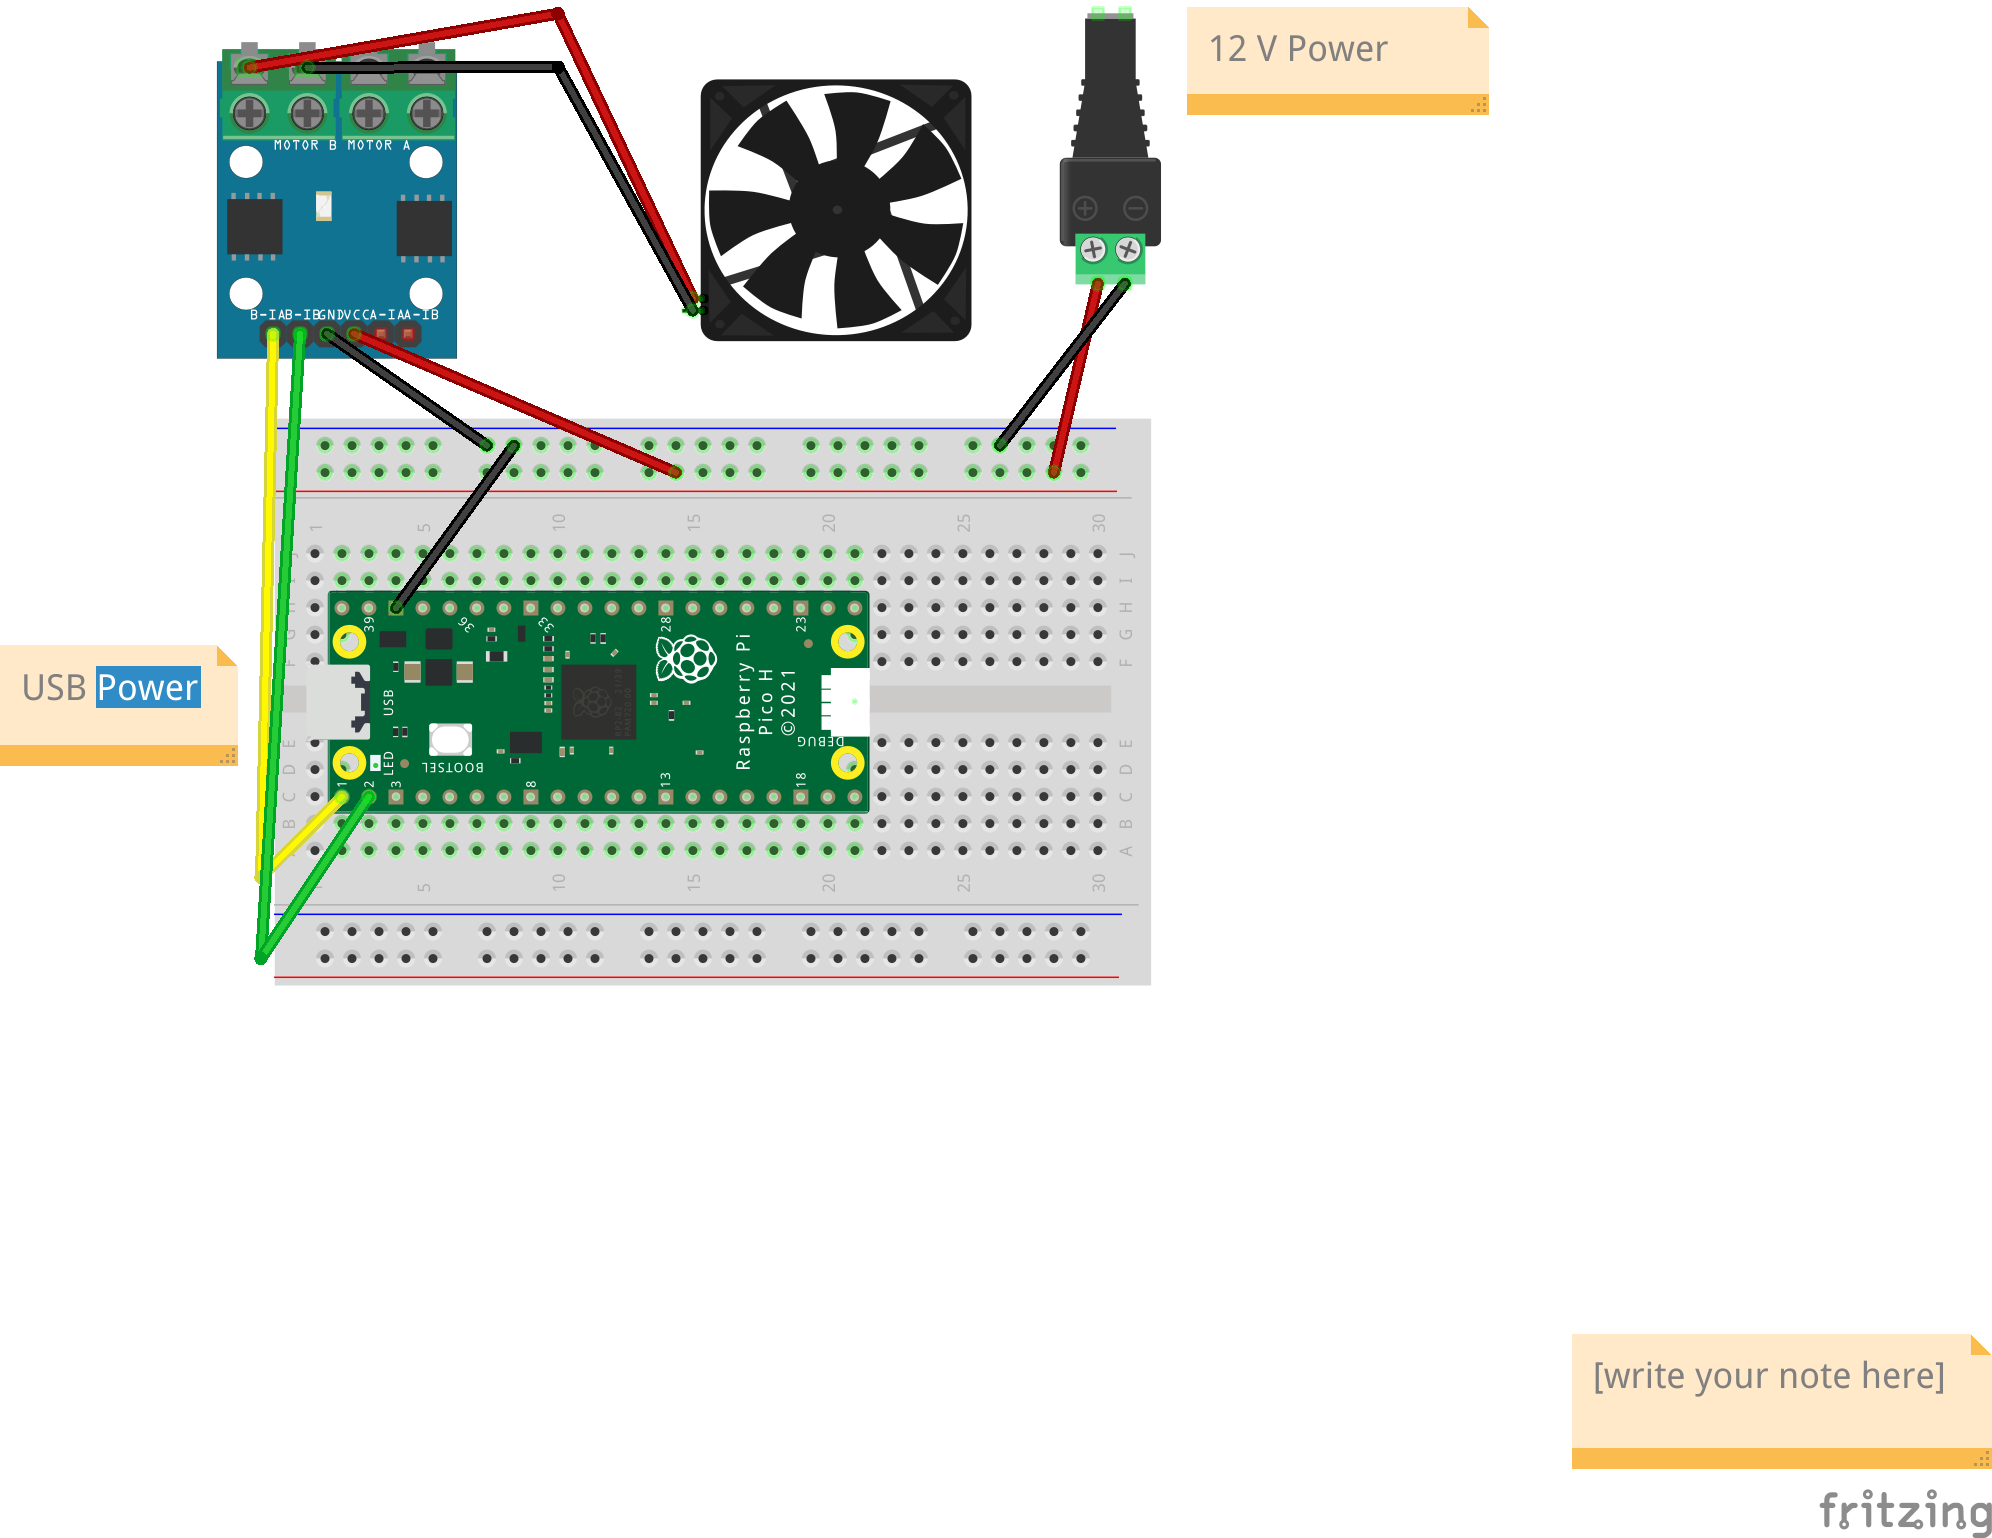 12 V Power
MOTOR B MOTOR A
B-IA B-IB GND VCC A-IA A-IB
1 5 10 15 20 25 30
J J
I I
H H
G G
F F
39 36 33 28 23
USB Power
USB
LED
BOOTSEL
Raspberry Pi
Pico H
©2021
DEBUG
1 2 3 8 13 18
E E
D D
C C
B B
A
5 10 15 20 25 30
[write your note here]
fritzing